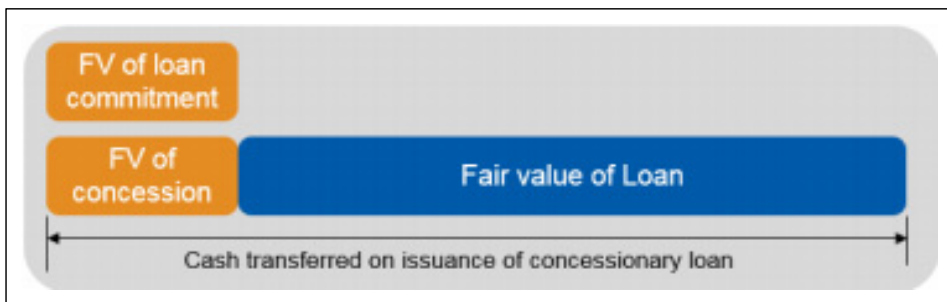 FV of loan
commitment
FV of
concession
Fair value of Loan
Cash transferred on issuance of concessionary loan